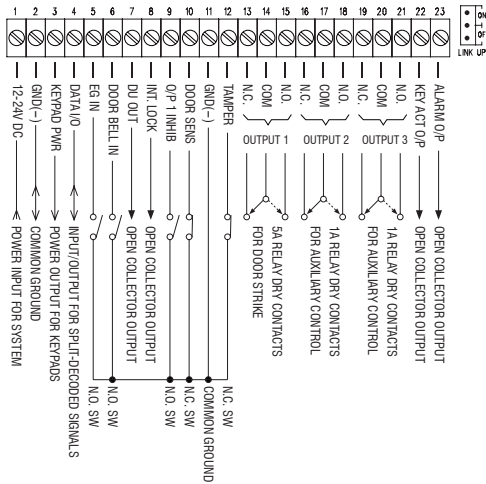 1 2 3 4 5 6 7 8 9 10 11 12 13 14 15 16 17 18 19 20 21 22 23
ON
OF
LINK UP
12-24V DC
GND(−)
KEYPAD PWR
DATA I/O
EG IN
DOOR BELL IN
DU OUT
INT. LOCK
O/P 1 INHIB
DOOR SENS
GND(−)
TAMPER
N.C.
COM
N.O.
N.C.
COM
N.O.
N.C.
COM
N.O.
KEY ACT O/P
ALARM O/P
OUTPUT 1
OUTPUT 2
OUTPUT 3
POWER INPUT FOR SYSTEM
COMMON GROUND
POWER OUTPUT FOR KEYPADS
INPUT/OUTPUT FOR SPLIT-DECODED SIGNALS
N.O. SW
N.O. SW
OPEN COLLECTOR OUTPUT
OPEN COLLECTOR OUTPUT
N.O. SW
N.C. SW
COMMON GROUND
N.C. SW
5A RELAY DRY CONTACTS
FOR DOOR STRIKE
1A RELAY DRY CONTACTS
FOR AUXILIARY CONTROL
1A RELAY DRY CONTACTS
FOR AUXILIARY CONTROL
OPEN COLLECTOR OUTPUT
OPEN COLLECTOR OUTPUT